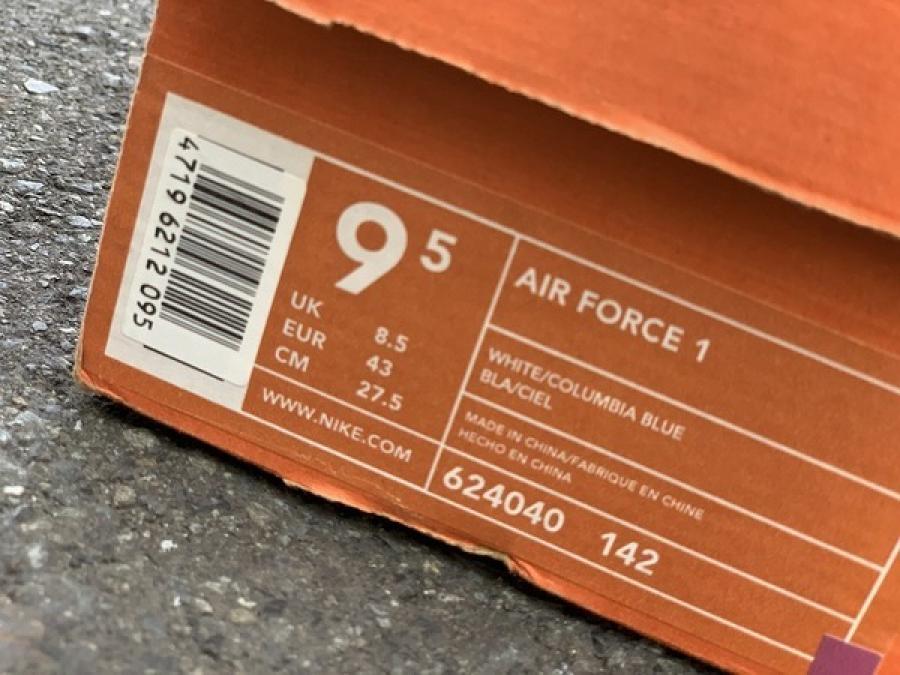 4719 6212 095
9 5
UK 8.5
EUR 43
CM 27.5
WWW.NIKE.COM
AIR FORCE 1
WHITE/COLUMBIA BLUE
BLA/CIEL
MADE IN CHINA/FABRIQUE EN CHINE
HECHO EN CHINA
624040 142